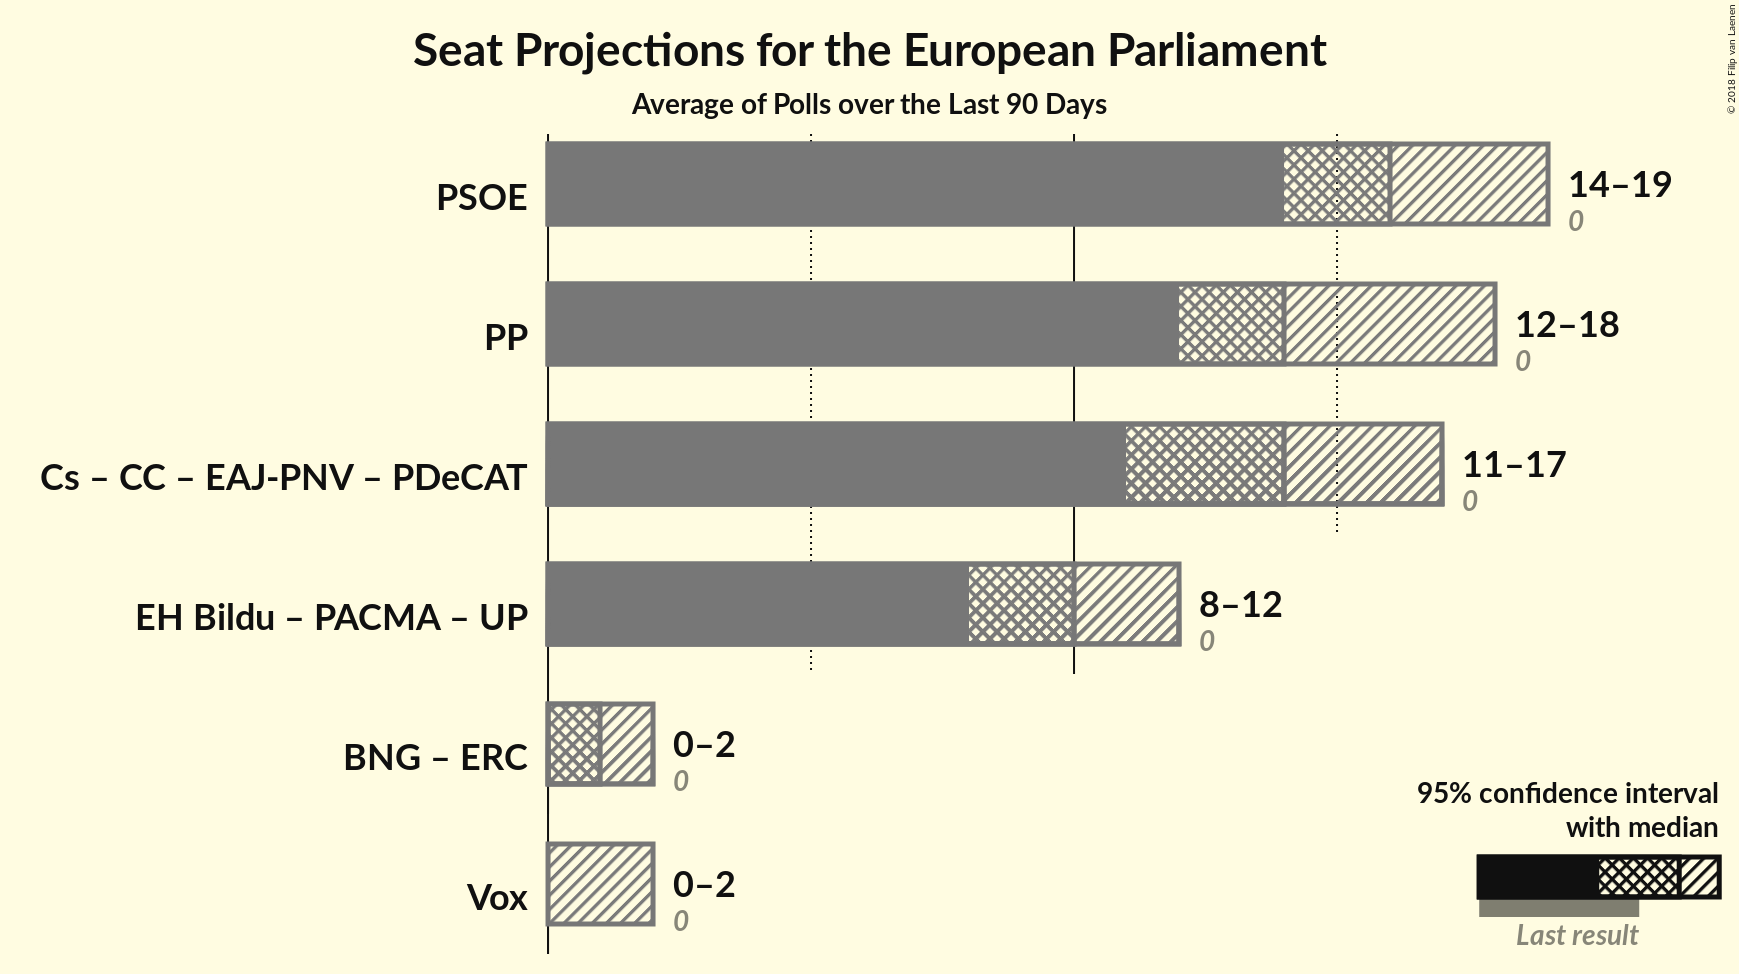 Seat Projections for the European Parliament
Average of Polls over the Last 90 Days
© 2018 Filip van Laenen
PSOE
14–19
0
PP
12–18
0
Cs – CC – EAJ-PNV – PDeCAT
11–17
0
EH Bildu – PACMA – UP
8–12
0
BNG – ERC
0–2
0
Vox
0–2
0
95% confidence interval
with median
Last result